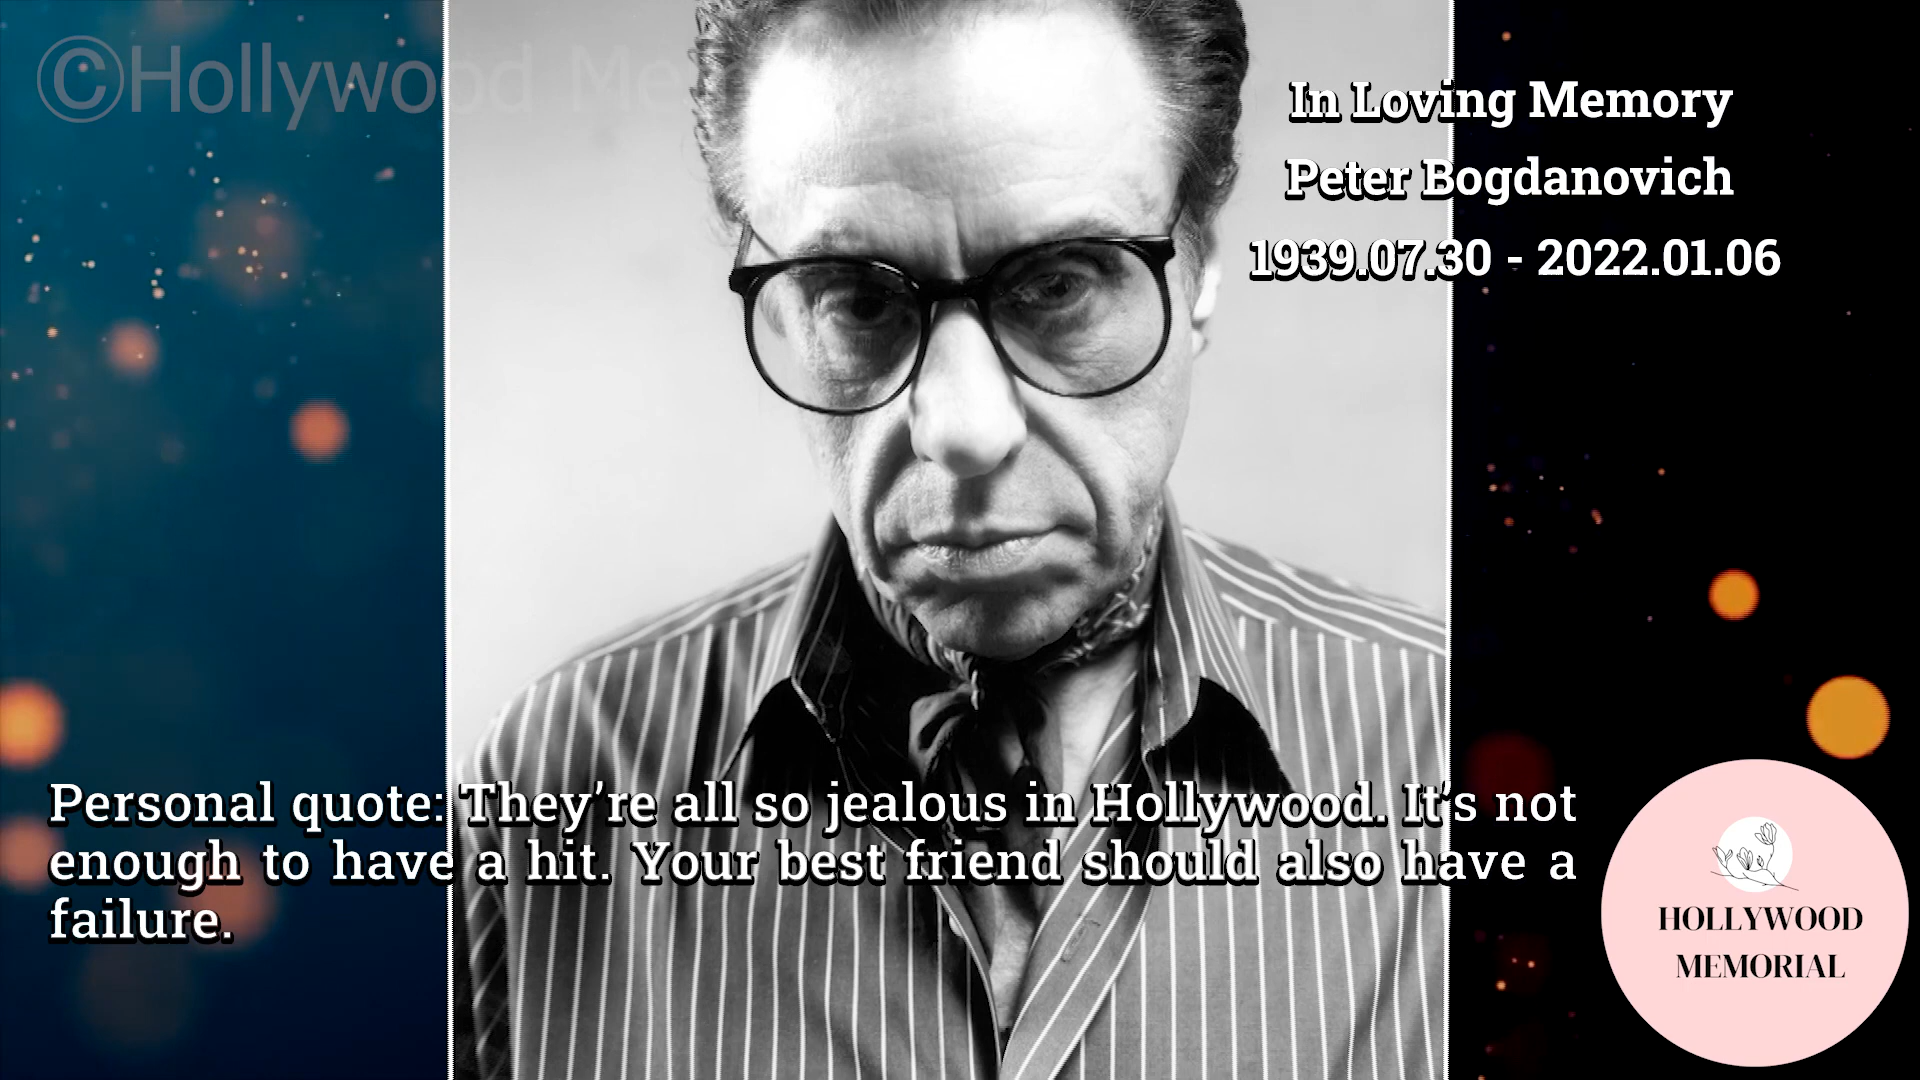 ©Hollywood Me
In Loving Memory
Peter Bogdanovich
1939.07.30 - 2022.01.06
Personal quote: They're all so jealous in Hollywood. It's not
enough to have a hit. Your best friend should also have a
failure.
HOLLYWOOD
MEMORIAL